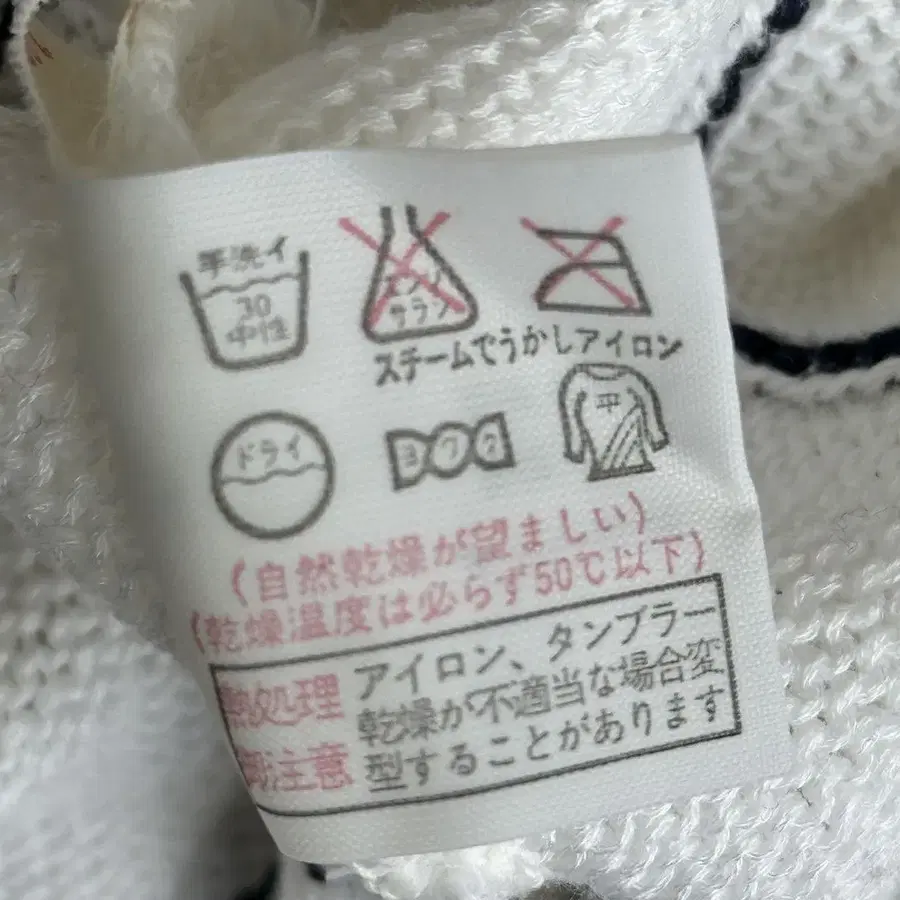 手洗イ
30
中性
エンソ
サラシ
スチームでうかしアイロン
ドライ
ヨワク
平
(自然乾燥が望ましい)
(乾燥温度は必らず50℃以下)
熱処理
御注意
アイロン、タンブラー
乾燥が不適当な場合変
型することがあります